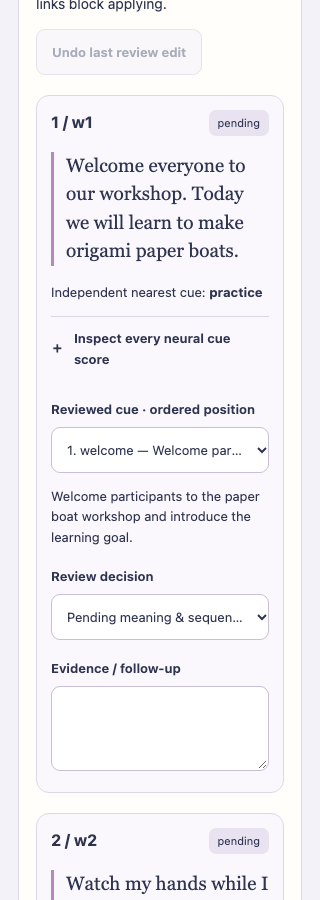 links block applying.
Undo last review edit
1 / w1
pending
Welcome everyone to
our workshop. Today
we will learn to make
origami paper boats.
Independent nearest cue: practice
+ Inspect every neural cue
score
Reviewed cue · ordered position
1. welcome — Welcome par...
Welcome participants to the paper
boat workshop and introduce the
learning goal.
Review decision
Pending meaning & sequen...
Evidence / follow-up
2 / w2
pending
Watch my hands while I